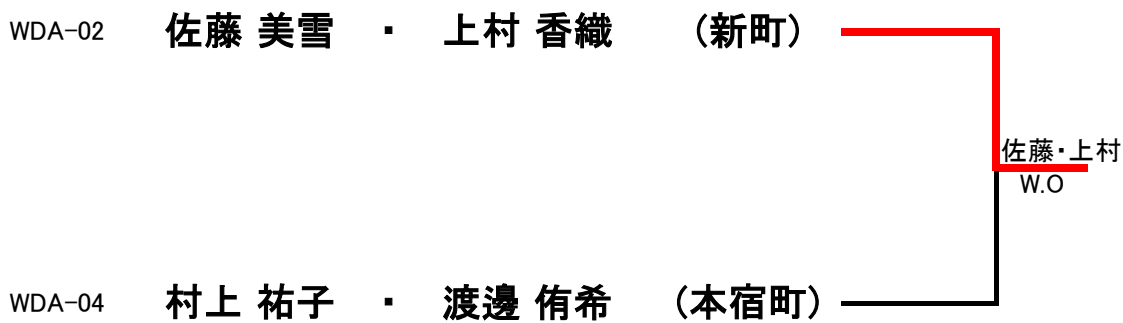 WDA-02 佐藤 美雪 ・ 上村 香織 (新町)
佐藤・上村
W.O
WDA-04 村上 祐子 ・ 渡邊 侑希 (本宿町)